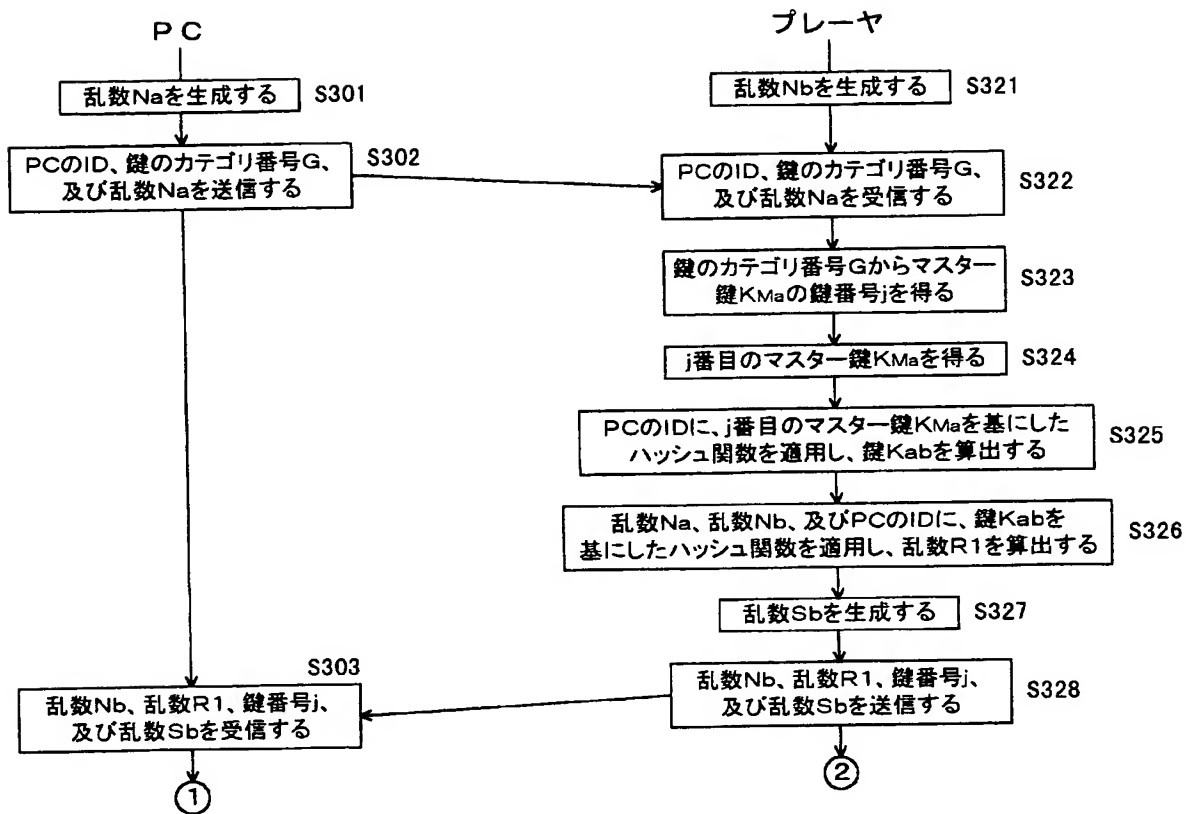 PC
乱数Naを生成する S301
PCのID、鍵のカテゴリ番号G、
及び乱数Naを送信する
S302
プレーヤ
乱数Nbを生成する S321
PCのID、鍵のカテゴリ番号G、
及び乱数Naを受信する
S322
鍵のカテゴリ番号Gからマスター
鍵KMaの鍵番号jを得る
S323
j番目のマスター鍵KMaを得る S324
PCのIDに、j番目のマスター鍵KMaを基にした
ハッシュ関数を適用し、鍵Kabを算出する
S325
乱数Na、乱数Nb、及びPCのIDに、鍵Kabを
基にしたハッシュ関数を適用し、乱数R1を算出する
S326
乱数Sbを生成する S327
乱数Nb、乱数R1、鍵番号j、
及び乱数Sbを送信する
S328
②
S303
乱数Nb、乱数R1、鍵番号j、
及び乱数Sbを受信する
①